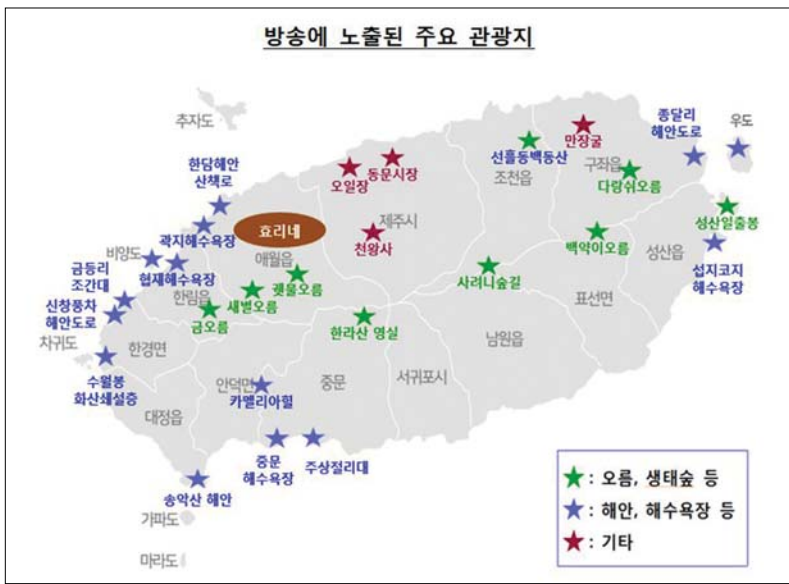 방송에 노출된 주요 관광지
추자도
한담해안
산책로
오일장
동문시장
선흘동백동산
조천읍
만장굴
구좌읍
종달리
해안도로
우도
다랑쉬오름
곽지해수욕장
효리네
제주시
천왕사
성산일출봉
백약이오름
성산읍
섭지코지
해수욕장
비양도
협재해수욕장
애월읍
궷물오름
사려니숲길
금등리
조간대
한림읍
새별오름
표선면
신창풍차
해안도로
금오름
한라산 영실
남원읍
차귀도
한경면
수월봉
화산쇄설층
안덕면
카멜리아힐
중문
서귀포시
대정읍
중문
해수욕장
주상절리대
송악산 해안
가파도
마라도
★: 오름, 생태숲 등
★: 해안, 해수욕장 등
★: 기타